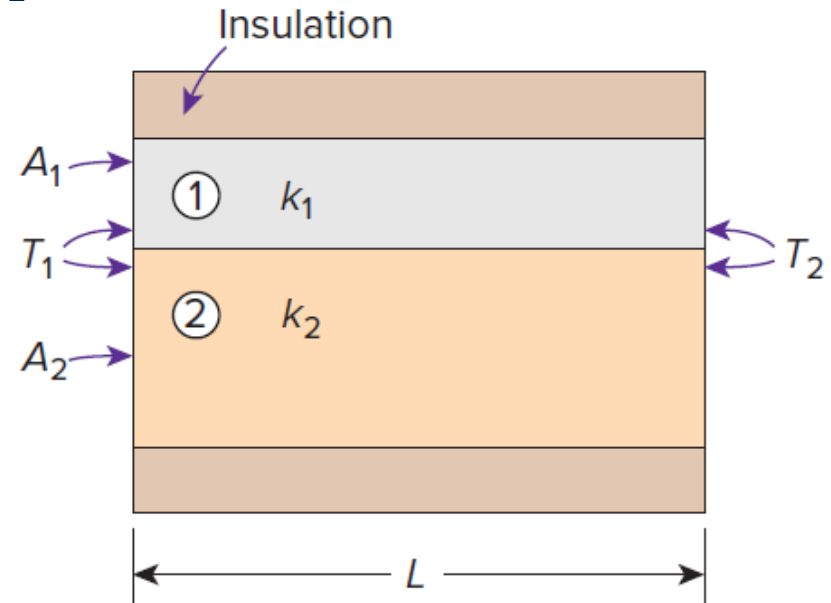 Insulation
A₁
① k₁
T₁ T₂
② k₂
A₂
L